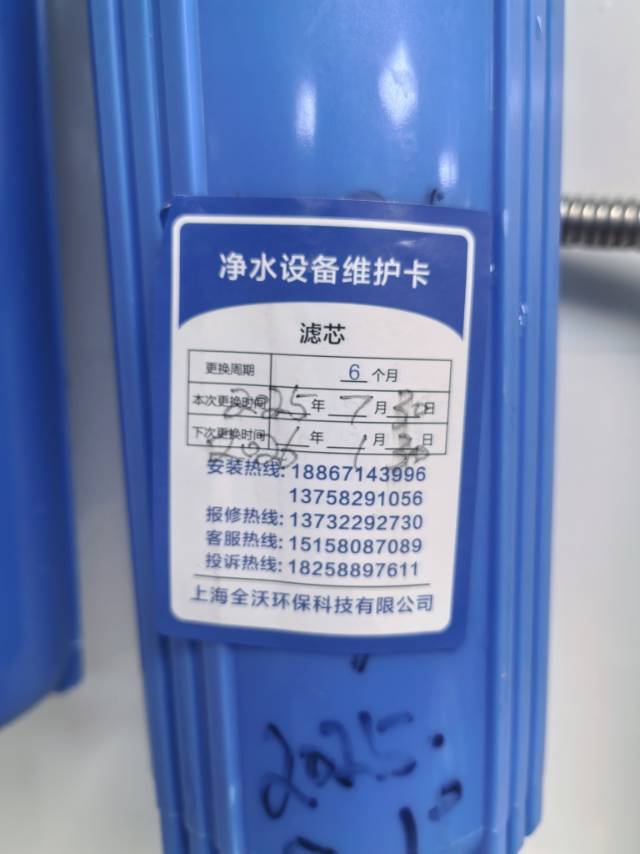 净水设备维护卡
滤芯
更换周期 6 个月
本次更换时间 2025 年 7 月 30 日
下次更换时间 2026 年 1 月 30 日
安装热线: 18867143996
13758291056
报修热线: 13732292730
客服热线: 15158087089
投诉热线: 18258897611
上海全沃环保科技有限公司
2025.